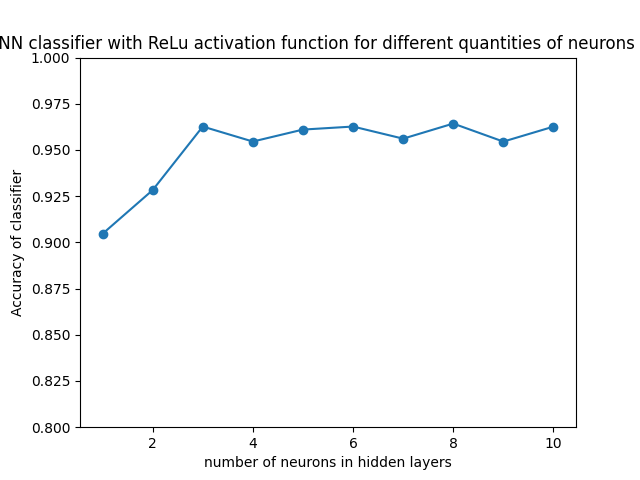 NN classifier with ReLu activation function for different quantities of neurons
1.000
0.975
0.950
0.925
0.900
0.875
0.850
0.825
0.800
Accuracy of classifier
2 4 6 8 10
number of neurons in hidden layers